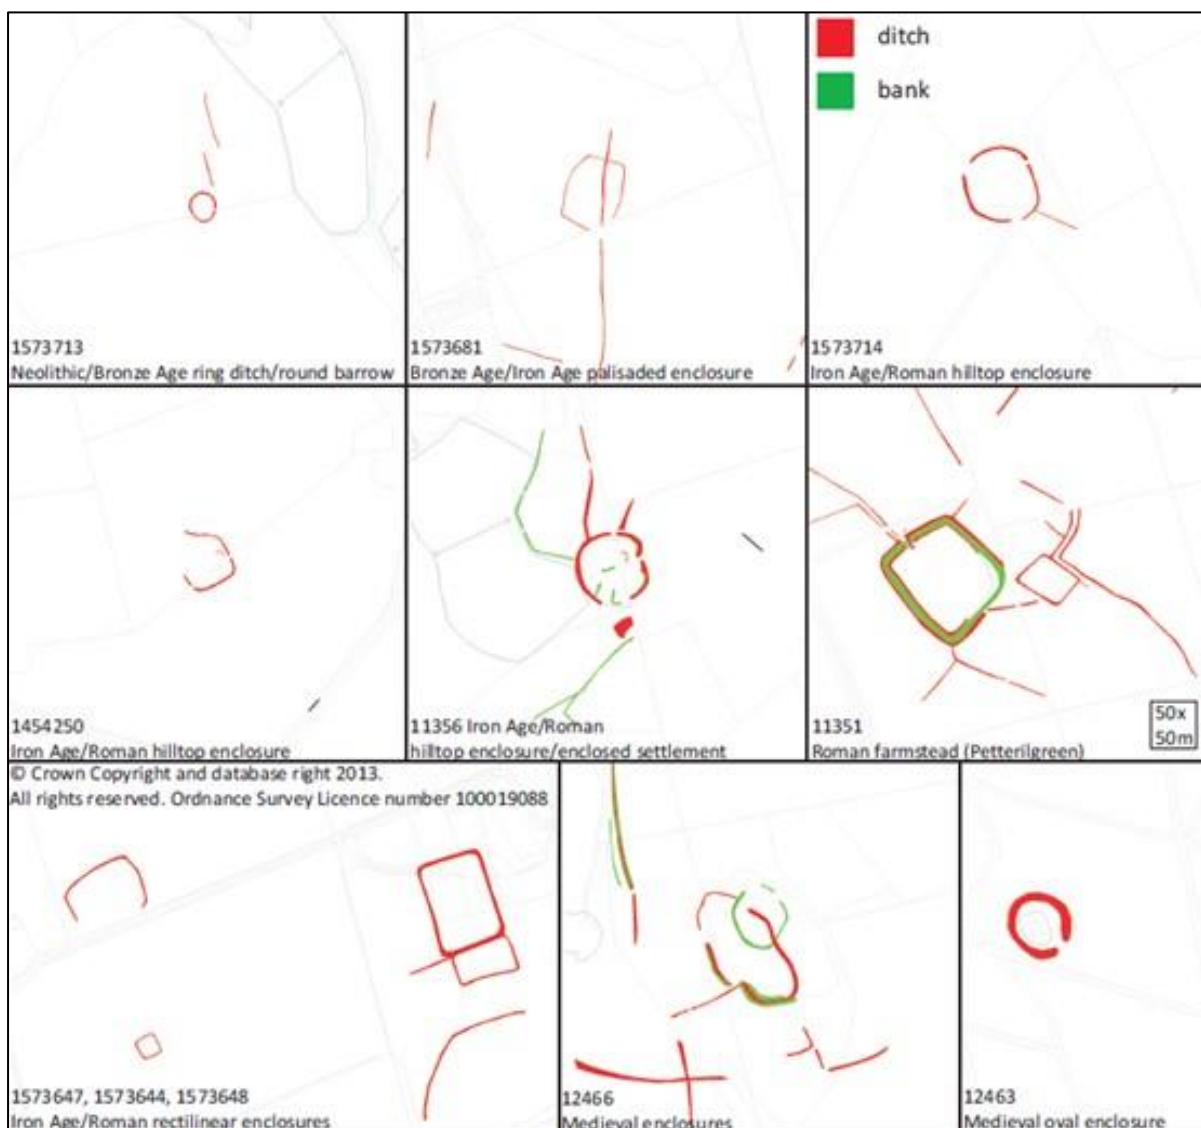 ditch
bank
1573713
Neolithic/Bronze Age ring ditch/round barrow
1573681
Bronze Age/Iron Age palisaded enclosure
1573714
Iron Age/Roman hilltop enclosure
1454250
Iron Age/Roman hilltop enclosure
11356 Iron Age/Roman
hilltop enclosure/enclosed settlement
11351
Roman farmstead (Petterilgreen)
50x
50m
© Crown Copyright and database right 2013.
All rights reserved. Ordnance Survey Licence number 100019088
1573647, 1573644, 1573648
Iron Age/Roman rectilinear enclosures
12466
Medieval enclosures
12463
Medieval oval enclosure